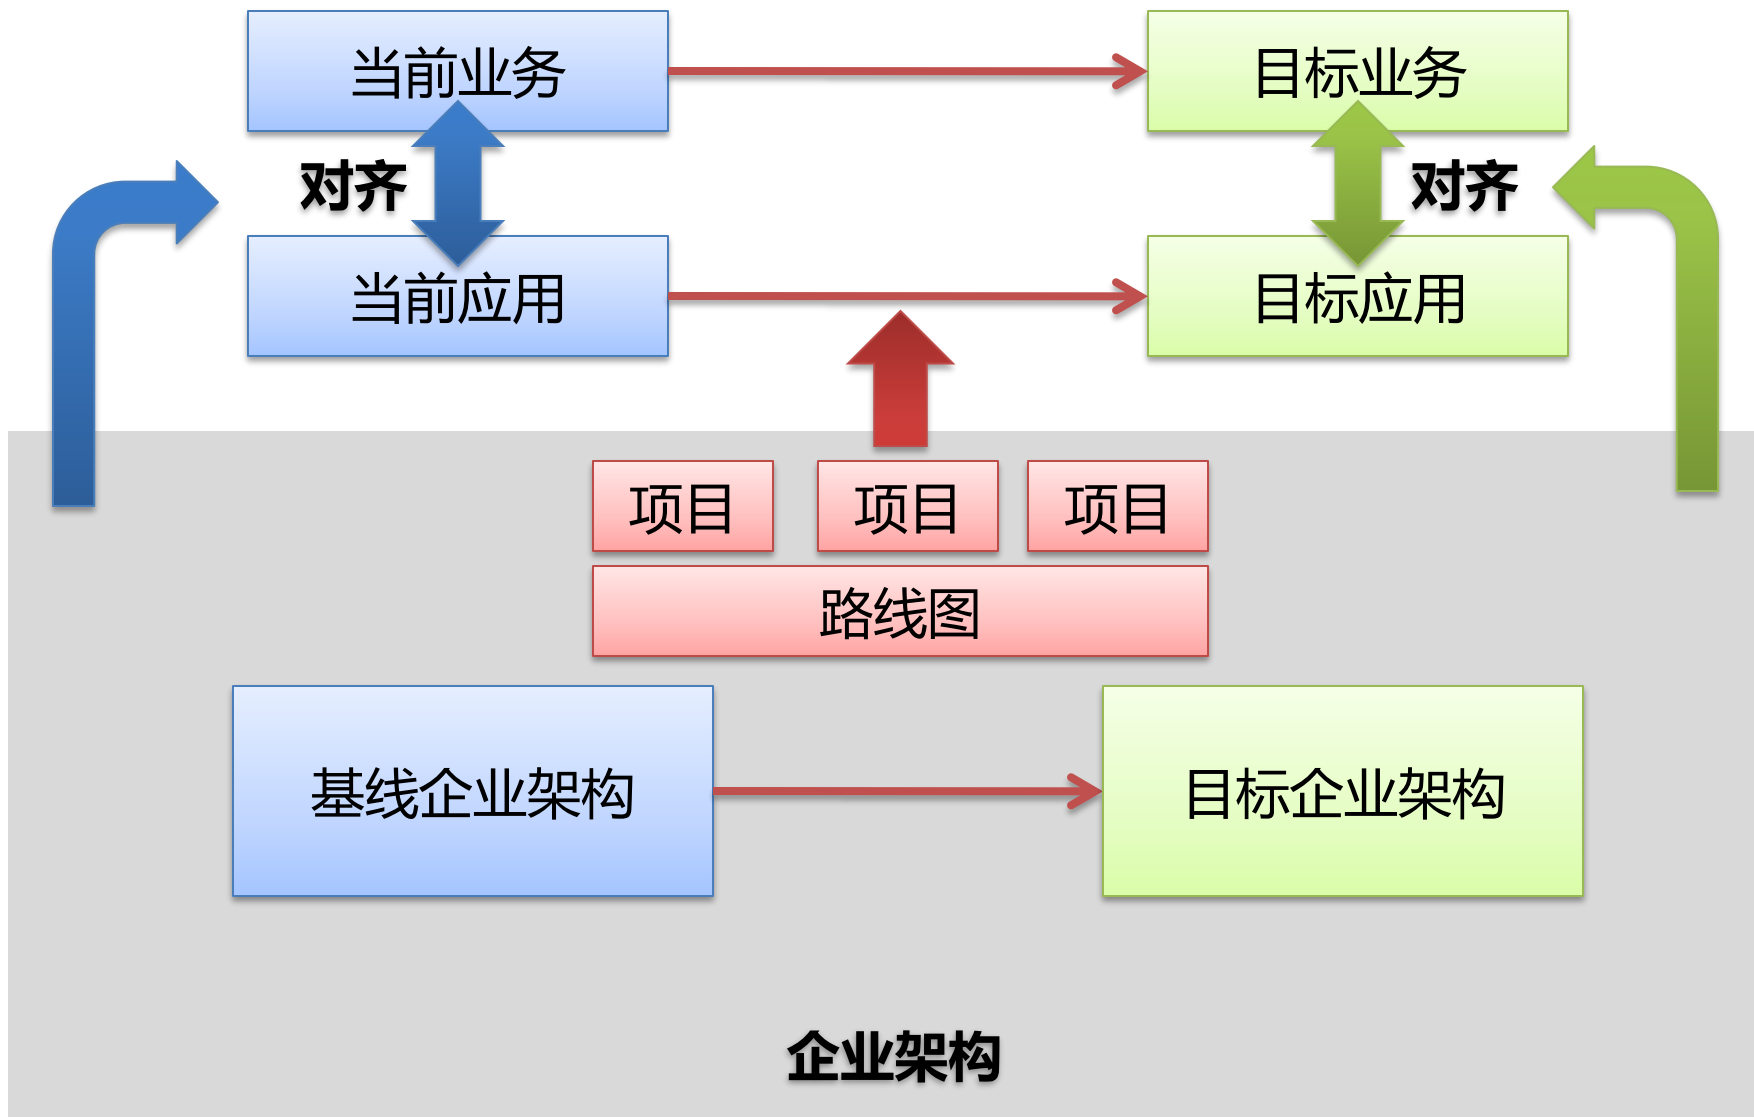 当前业务
目标业务
对齐
对齐
当前应用
目标应用
项目
项目
项目
路线图
基线企业架构
目标企业架构
企业架构